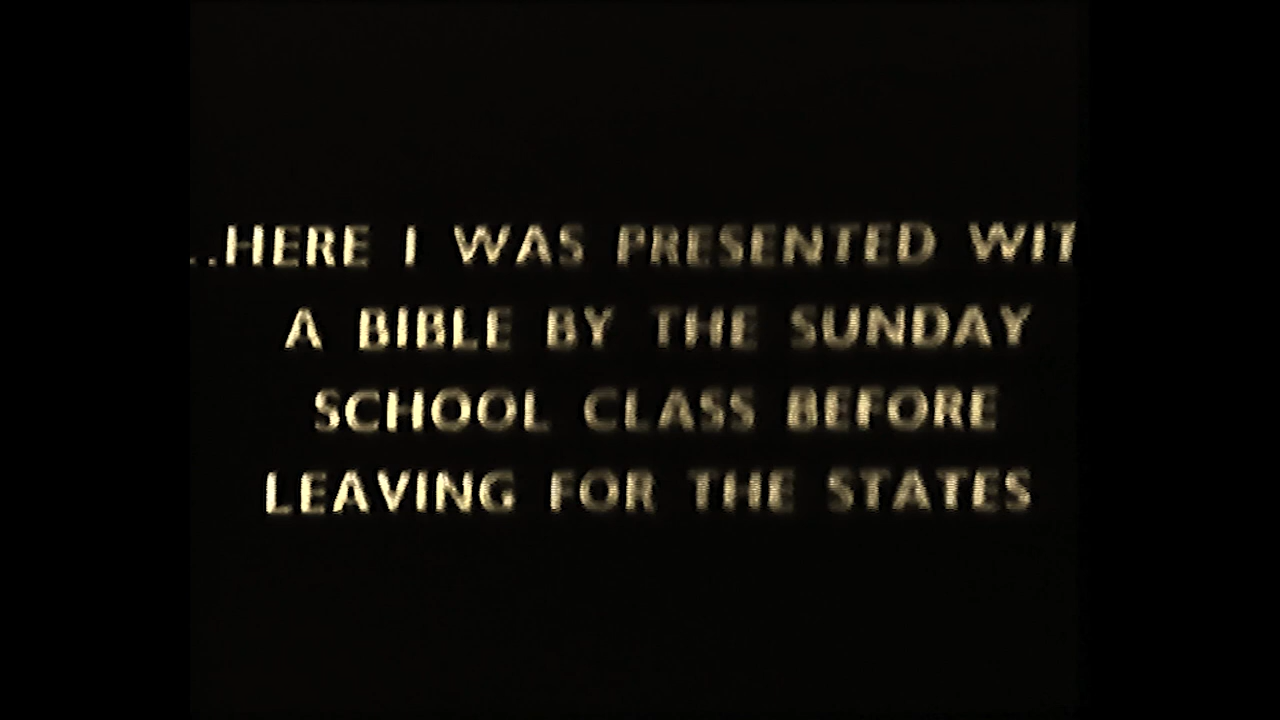 ..HERE I WAS PRESENTED WIT
A BIBLE BY THE SUNDAY
SCHOOL CLASS BEFORE
LEAVING FOR THE STATES